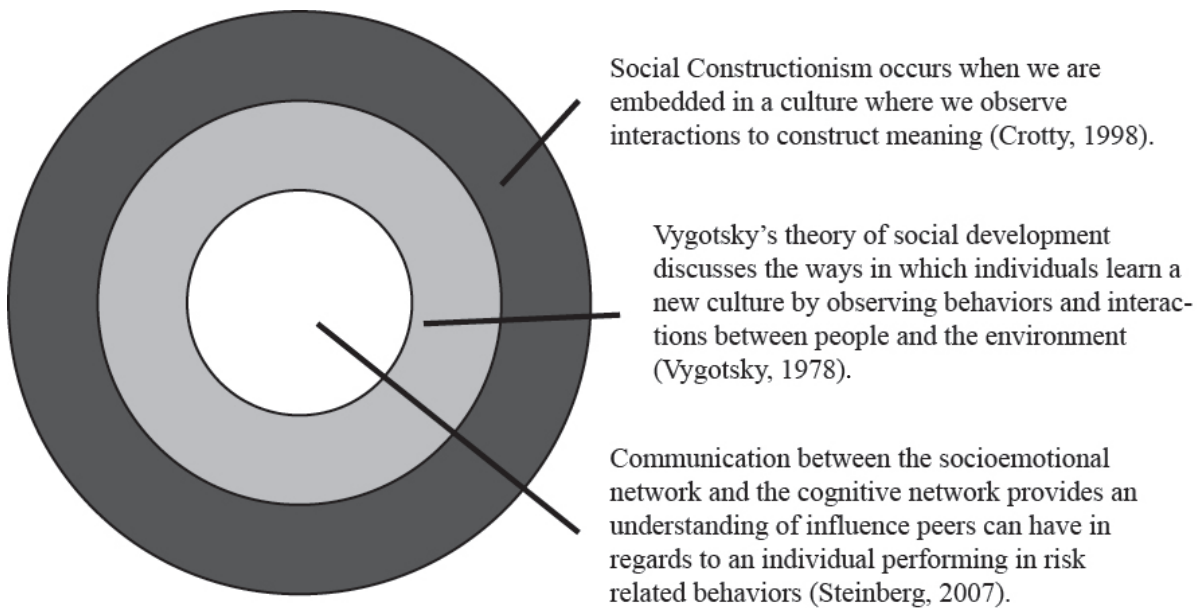 Social Constructionism occurs when we are
embedded in a culture where we observe
interactions to construct meaning (Crotty, 1998).
Vygotsky’s theory of social development
discusses the ways in which individuals learn a
new culture by observing behaviors and interac-
tions between people and the environment
(Vygotsky, 1978).
Communication between the socioemotional
network and the cognitive network provides an
understanding of influence peers can have in
regards to an individual performing in risk
related behaviors (Steinberg, 2007).